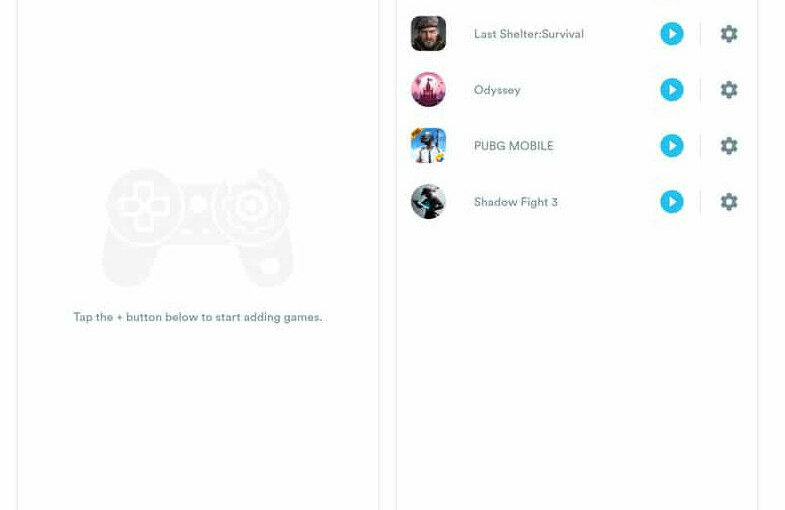 Last Shelter:Survival
Odyssey
PUBG MOBILE
Shadow Fight 3
Tap the + button below to start adding games.